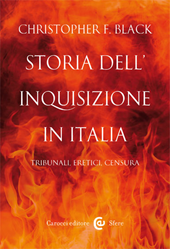 CHRISTOPHER F. BLACK
STORIA DELL'
INQUISIZIONE
IN ITALIA
TRIBUNALI, ERETICI, CENSURA
Carocci editore
Sfere